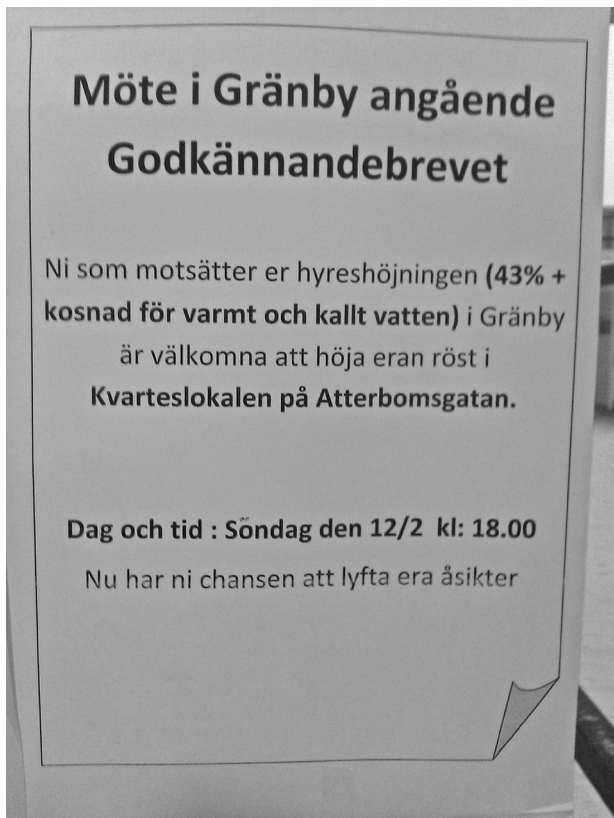 Möte i Gränby angående
Godkännandebrevet
Ni som motsätter er hyreshöjningen (43% +
kosnad för varmt och kallt vatten) i Gränby
är välkomna att höja eran röst i
Kvarteslokalen på Atterbomsgatan.
Dag och tid : Söndag den 12/2 kl: 18.00
Nu har ni chansen att lyfta era åsikter